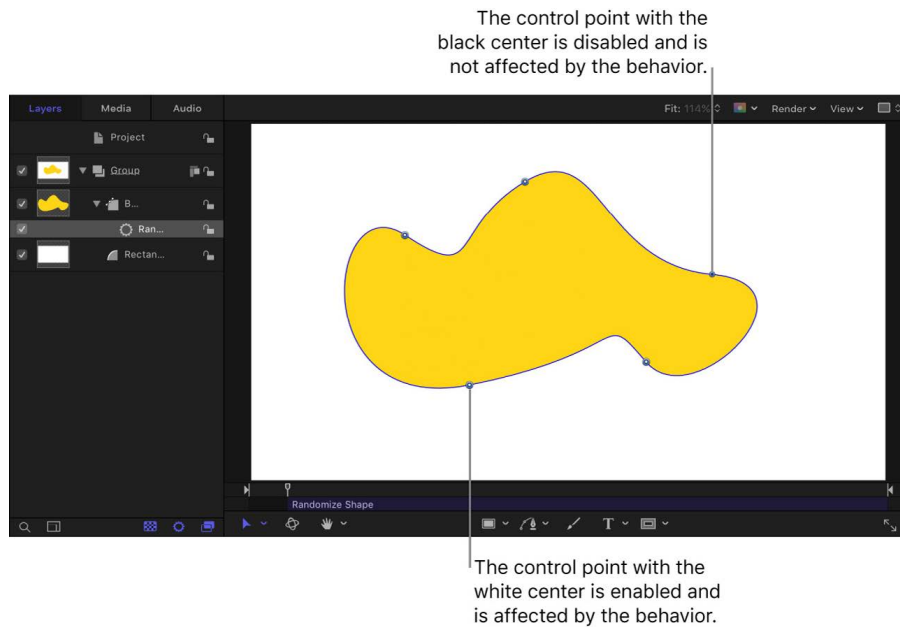 The control point with the
black center is disabled and is
not affected by the behavior.
Layers Media Audio Fit: 114% Render View
Project
Group
B...
Ran...
Rectan...
Randomize Shape
T
The control point with the
white center is enabled and
is affected by the behavior.